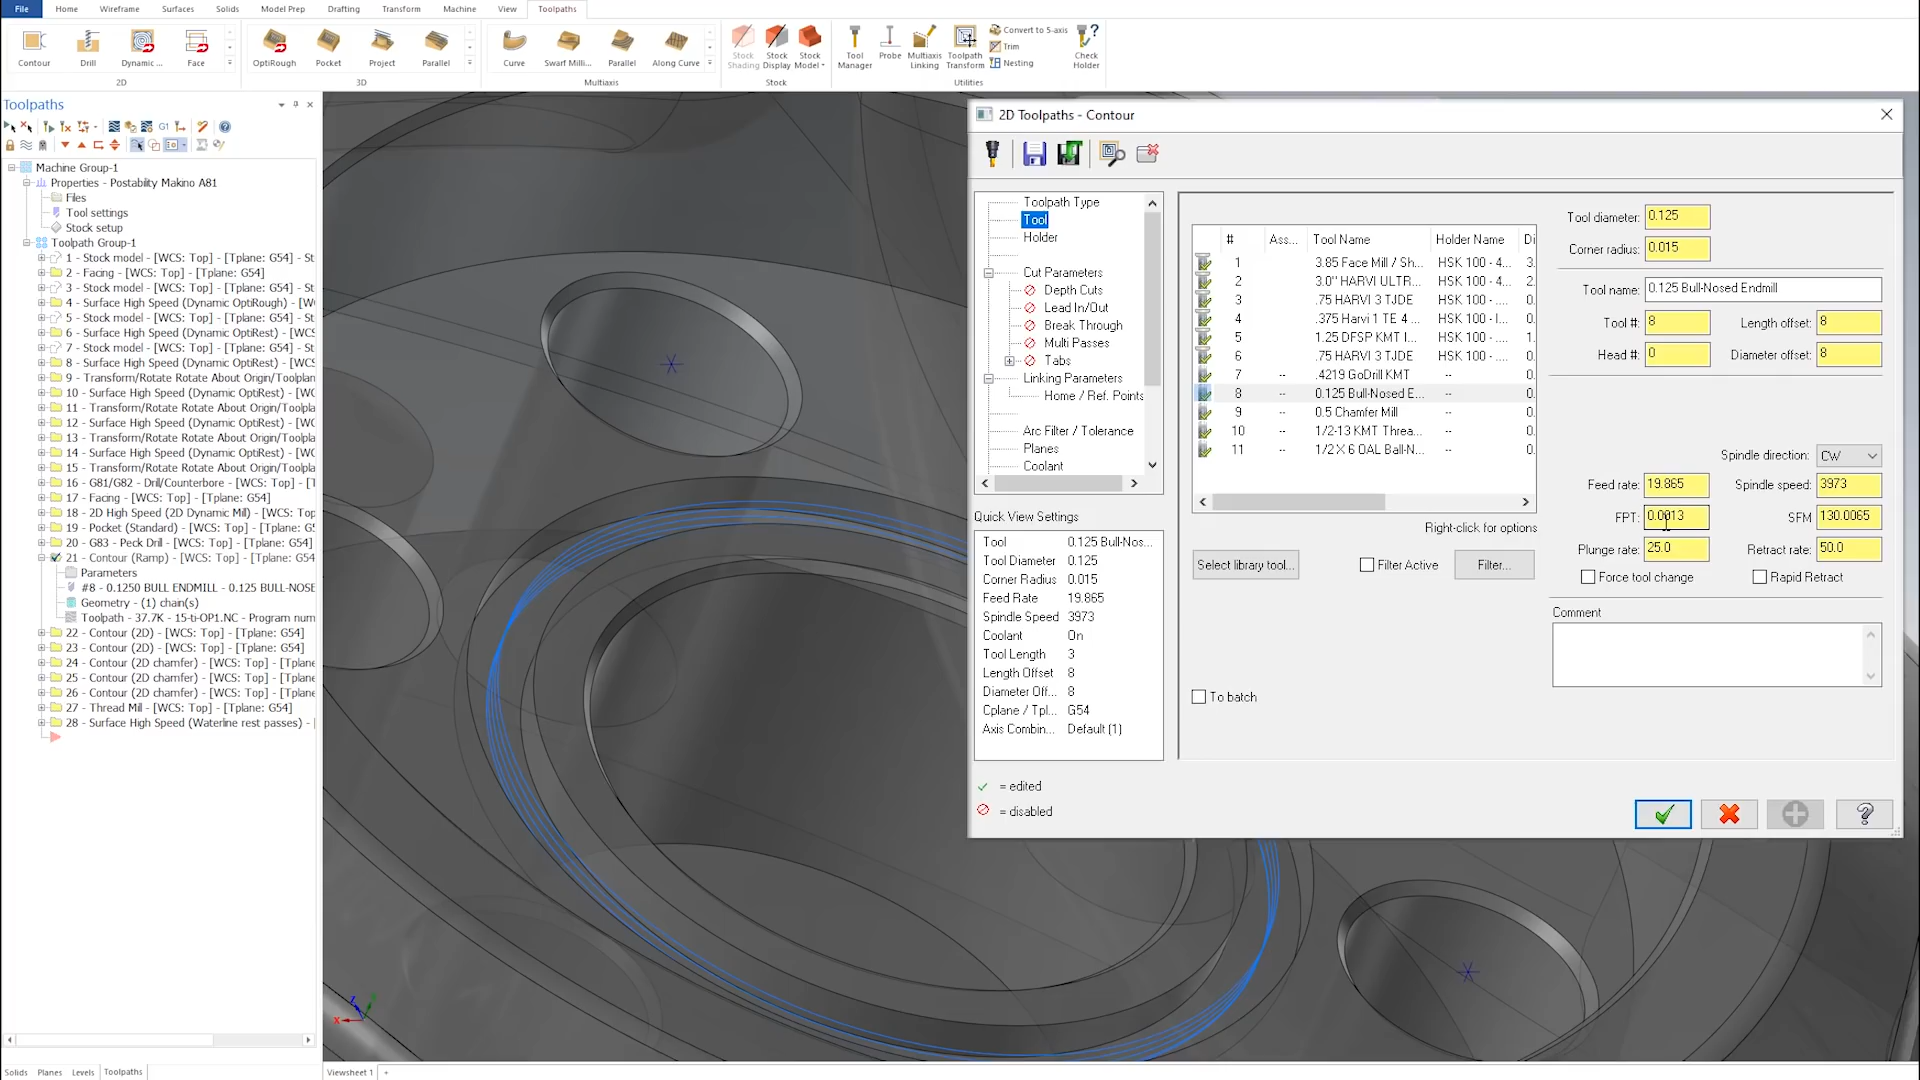 File Home Wireframe Surfaces Solids Model Prep Drafting Transform Machine View Toolpaths
Contour Drill Dynamic ... Face OptiRough Pocket Project Parallel Curve Swarf Milli... Parallel Along Curve Stock Shading Stock Display Stock Model Tool Manager Probe Multiaxis Linking Toolpath Transform Convert to 5-axis Trim Nesting Check Holder
2D 3D Multiaxis Stock Utilities
Toolpaths
G1
Machine Group-1
Properties - Postability Makino A81
Files
Tool settings
Stock setup
Toolpath Group-1
1 - Stock model - [WCS: Top] - [Tplane: G54] - St
2 - Facing - [WCS: Top] - [Tplane: G54]
3 - Stock model - [WCS: Top] - [Tplane: G54] - St
4 - Surface High Speed (Dynamic OptiRough) - [WC
5 - Stock model - [WCS: Top] - [Tplane: G54] - St
6 - Surface High Speed (Dynamic OptiRest) - [WCS
7 - Stock model - [WCS: Top] - [Tplane: G54] - St
8 - Surface High Speed (Dynamic OptiRest) - [WCS
9 - Transform/Rotate Rotate About Origin/Toolplan
10 - Surface High Speed (Dynamic OptiRest) - [WCS
11 - Transform/Rotate Rotate About Origin/Toolpla
12 - Surface High Speed (Dynamic OptiRest) - [WCS
13 - Transform/Rotate Rotate About Origin/Toolpla
14 - Surface High Speed (Dynamic OptiRest) - [WCS
15 - Transform/Rotate Rotate About Origin/Toolpla
16 - G81/G82 - Drill/Counterbore - [WCS: Top] - [T
17 - Facing - [WCS: Top] - [Tplane: G54]
18 - 2D High Speed (2D Dynamic Mill) - [WCS: Top]
19 - Pocket (Standard) - [WCS: Top] - [Tplane: G5
20 - G83 - Peck Drill - [WCS: Top] - [Tplane: G54]
21 - Contour (Ramp) - [WCS: Top] - [Tplane: G54
Parameters
#8 - 0.1250 BULL ENDMILL - 0.125 BULL-NOSE
Geometry - (1) chain(s)
Toolpath - 37.7K - 15-ti-OP1.NC - Program num
22 - Contour (2D) - [WCS: Top] - [Tplane: G54]
23 - Contour (2D) - [WCS: Top] - [Tplane: G54]
24 - Contour (2D chamfer) - [WCS: Top] - [Tplane
25 - Contour (2D chamfer) - [WCS: Top] - [Tplane
26 - Contour (2D chamfer) - [WCS: Top] - [Tplane
27 - Thread Mill - [WCS: Top] - [Tplane: G54]
28 - Surface High Speed (Waterline rest passes) - [
Solids Planes Levels Toolpaths
Viewsheet 1 +
X
2D Toolpaths - Contour
Toolpath Type
Tool
Holder
Cut Parameters
Depth Cuts
Lead In/Out
Break Through
Multi Passes
Tabs
Linking Parameters
Home / Ref. Points
Arc Filter / Tolerance
Planes
Coolant
Quick View Settings
Tool 0.125 Bull-Nos...
Tool Diameter 0.125
Corner Radius 0.015
Feed Rate 19.865
Spindle Speed 3973
Coolant On
Tool Length 3
Length Offset 8
Diameter Off... 8
Cplane / Tpl... G54
Axis Combin... Default (1)
= edited
= disabled
# Ass... Tool Name Holder Name Di
1 3.85 Face Mill / Sh... HSK 100 - 4... 3.
2 3.0" HARVI ULTR... HSK 100 - 4... 2.
3 .75 HARVI 3 TJDE HSK 100 - .... 0.
4 .375 Harvi 1 TE 4 ... HSK 100 - I... 0.
5 1.25 DFSP KMT I... HSK 100 - ... 1.
6 .75 HARVI 3 TJDE HSK 100 - .... 0.
7 -- .4219 GoDrill KMT -- 0.
8 -- 0.125 Bull-Nosed E... -- 0.
9 -- 0.5 Chamfer Mill -- 0.
10 -- 1/2-13 KMT Threa... -- 0.
11 -- 1/2 X 6 OAL Ball-N... -- 0.
Right-click for options
Select library tool... Filter Active Filter...
To batch
Tool diameter: 0.125
Corner radius: 0.015
Tool name: 0.125 Bull-Nosed Endmill
Tool #: 8 Length offset: 8
Head #: 0 Diameter offset: 8
Spindle direction: CW
Feed rate: 19.865 Spindle speed: 3973
FPT: 0.0013 SFM 130.0065
Plunge rate: 25.0 Retract rate: 50.0
Force tool change Rapid Retract
Comment